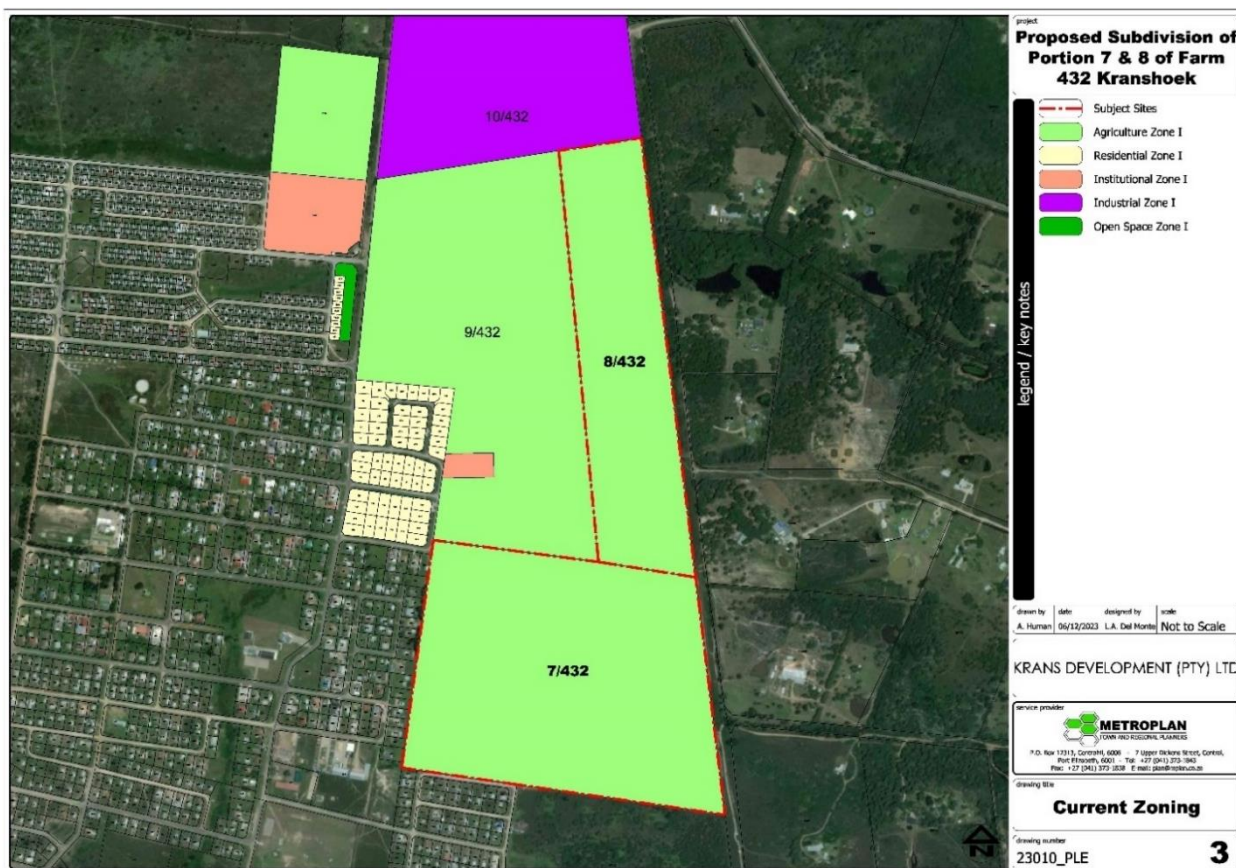 10/432
9/432
8/432
7/432
project
Proposed Subdivision of
Portion 7 & 8 of Farm
432 Kranshoek
legend / key notes
Subject Sites
Agriculture Zone I
Residential Zone I
Institutional Zone I
Industrial Zone I
Open Space Zone I
drawn by date designed by scale
A. Human 06/12/2023 L.A. Del Monte Not to Scale
KRANS DEVELOPMENT (PTY) LTD
service provider
METROPLAN
TOWN AND REGIONAL PLANNERS
drawing title
Current Zoning
drawing number
23010_PLE 3
N